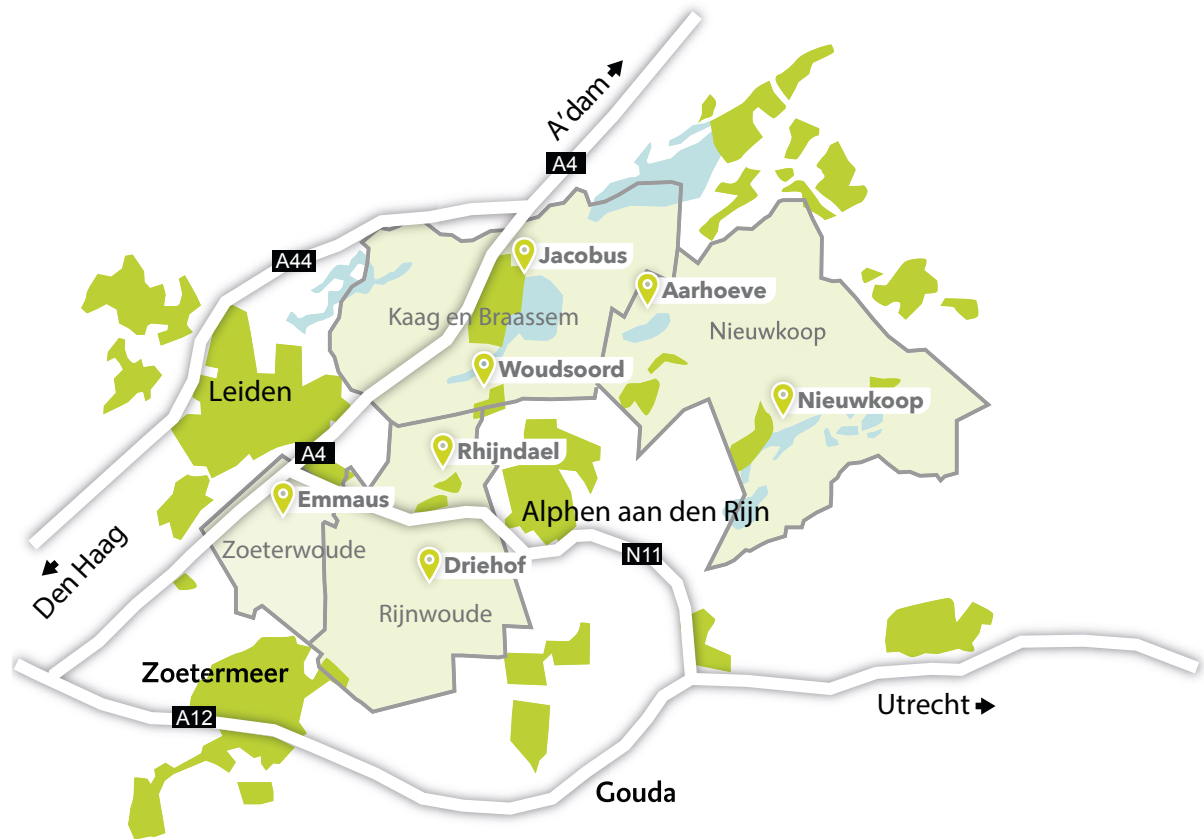 A'dam
A4
A44
Jacobus
Aarhoeve
Kaag en Braassem
Nieuwkoop
Woudsoord
Leiden
Nieuwkoop
A4
Rhijndael
Emmaus
Alphen aan den Rijn
Zoeterwoude
N11
Driehof
Den Haag
Rijnwoude
Zoetermeer
Utrecht
A12
Gouda